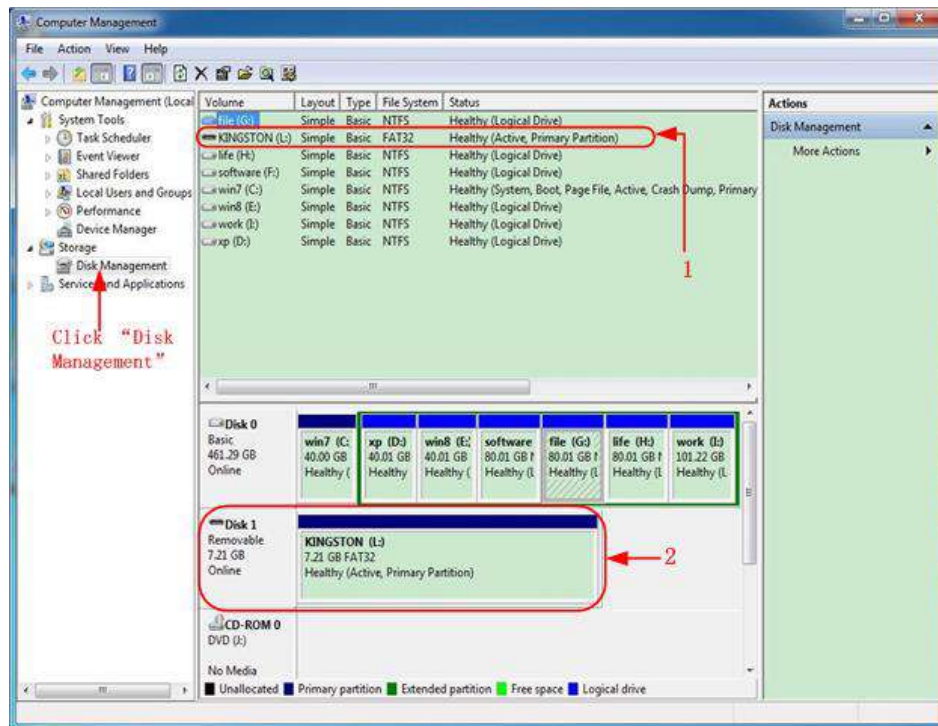 Computer Management
File Action View Help
Computer Management (Local
System Tools
Task Scheduler
Event Viewer
Shared Folders
Local Users and Groups
Performance
Device Manager
Storage
Disk Management
Services and Applications
Click “Disk
Management”
Volume Layout Type File System Status
file (G:) Simple Basic NTFS Healthy (Logical Drive)
KINGSTON (L:) Simple Basic FAT32 Healthy (Active, Primary Partition)
life (H:) Simple Basic NTFS Healthy (Logical Drive)
software (F:) Simple Basic NTFS Healthy (Logical Drive)
win7 (C:) Simple Basic NTFS Healthy (System, Boot, Page File, Active, Crash Dump, Primary
win8 (E:) Simple Basic NTFS Healthy (Logical Drive)
work (I:) Simple Basic NTFS Healthy (Logical Drive)
xp (D:) Simple Basic NTFS Healthy (Logical Drive)
1
Actions
Disk Management
More Actions
Disk 0
Basic
461.29 GB
Online
win7 (C: xp (D:) win8 (E: software file (G:) life (H:) work (I:)
40.00 GB 40.01 GB 40.01 GB 80.01 GB 80.01 GB 80.01 GB 101.22 GB
Healthy ( Healthy Healthy ( Healthy (L Healthy (L Healthy (L Healthy (L
Disk 1
Removable
7.21 GB
Online
KINGSTON (L:)
7.21 GB FAT32
Healthy (Active, Primary Partition)
2
CD-ROM 0
DVD (J:)
No Media
Unallocated Primary partition Extended partition Free space Logical drive